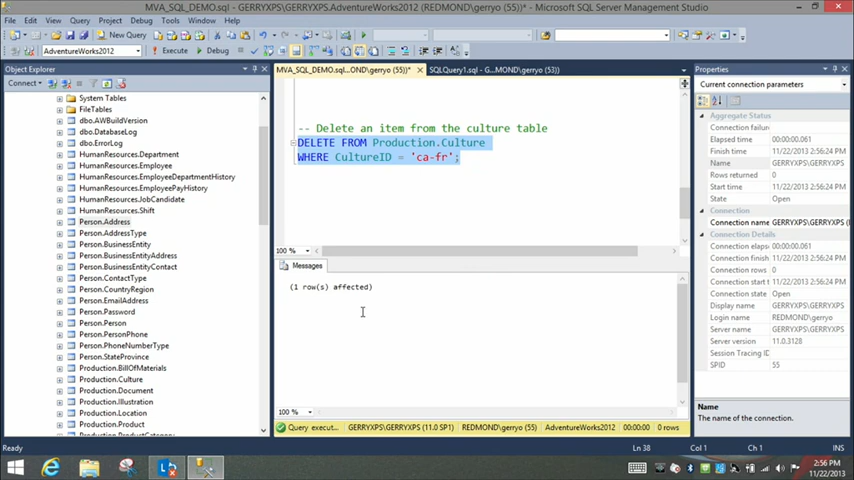 MVA_SQL_DEMO.sql - GERRYXPS\GERRYXPS.AdventureWorks2012 (REDMOND\gerryo (55))* - Microsoft SQL Server Management Studio
File Edit View Query Project Debug Tools Window Help
AdventureWorks2012 Execute Debug
Object Explorer
Connect
System Tables
FileTables
dbo.AWBuildVersion
dbo.DatabaseLog
dbo.ErrorLog
HumanResources.Department
HumanResources.Employee
HumanResources.EmployeeDepartmentHistory
HumanResources.EmployeePayHistory
HumanResources.JobCandidate
HumanResources.Shift
Person.Address
Person.AddressType
Person.BusinessEntity
Person.BusinessEntityAddress
Person.BusinessEntityContact
Person.ContactType
Person.CountryRegion
Person.EmailAddress
Person.Password
Person.Person
Person.PersonPhone
Person.PhoneNumberType
Person.StateProvince
Production.BillOfMaterials
Production.Culture
Production.Document
Production.Illustration
Production.Location
Production.Product
Production.ProductCategory
MVA_SQL_DEMO.sql...OND\gerryo (55))* SQLQuery1.sql - G...MOND\gerryo (53))
-- Delete an item from the culture table
DELETE FROM Production.Culture
WHERE CultureID = 'ca-fr';
100 %
Messages
(1 row(s) affected)
100 %
Query execut... GERRYXPS\GERRYXPS (11.0 SP1) REDMOND\gerryo (55) AdventureWorks2012 00:00:00 0 rows
Properties
Current connection parameters
Aggregate Status
Connection failur
Elapsed time 00:00:00.061
Finish time 11/22/2013 2:56:24 PM
Name GERRYXPS\GERRYXPS
Rows returned 0
Start time 11/22/2013 2:56:24 PM
State Open
Connection
Connection name GERRYXPS\GERRYXPS (
Connection Details
Connection elaps 00:00:00.061
Connection finish 11/22/2013 2:56:24 PM
Connection rows 0
Connection start t 11/22/2013 2:56:24 PM
Connection state Open
Display name GERRYXPS\GERRYXPS
Login name REDMOND\gerryo
Server name GERRYXPS\GERRYXPS
Server version 11.0.3128
Session Tracing ID
SPID 55
Name
The name of the connection.
Ready Ln 38 Col 1 Ch 1 INS
2:56 PM
11/22/2013